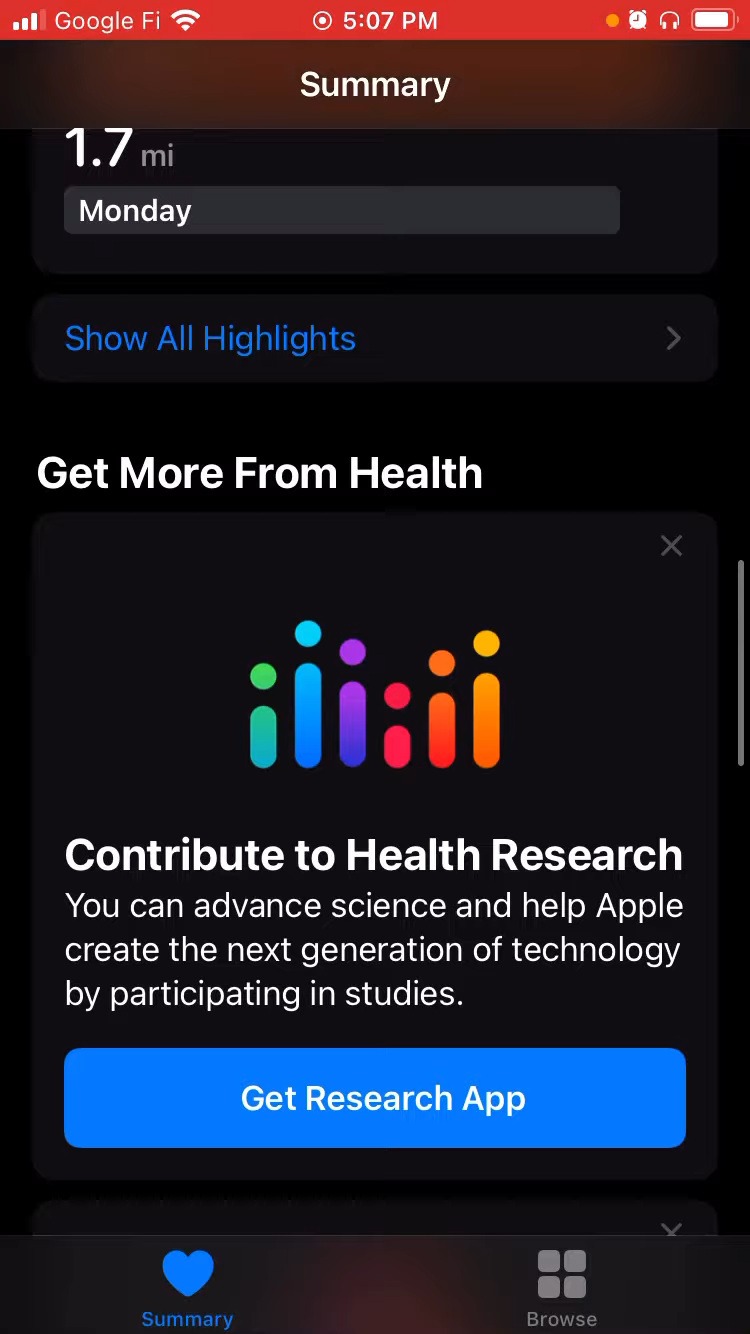 Google Fi 5:07 PM
Summary
1.7 mi
Monday
Show All Highlights
Get More From Health
Contribute to Health Research
You can advance science and help Apple
create the next generation of technology
by participating in studies.
Get Research App
Summary Browse